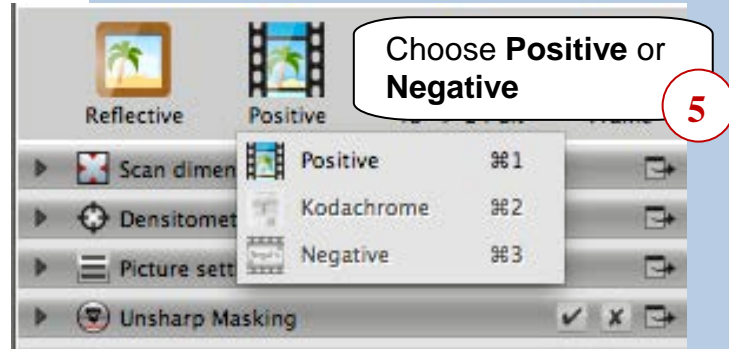 Choose Positive or
Negative
5
Reflective
Positive
Positive ⌘1
Scan dimen
Kodachrome ⌘2
Densitomet
Negative ⌘3
Picture sett
Unsharp Masking